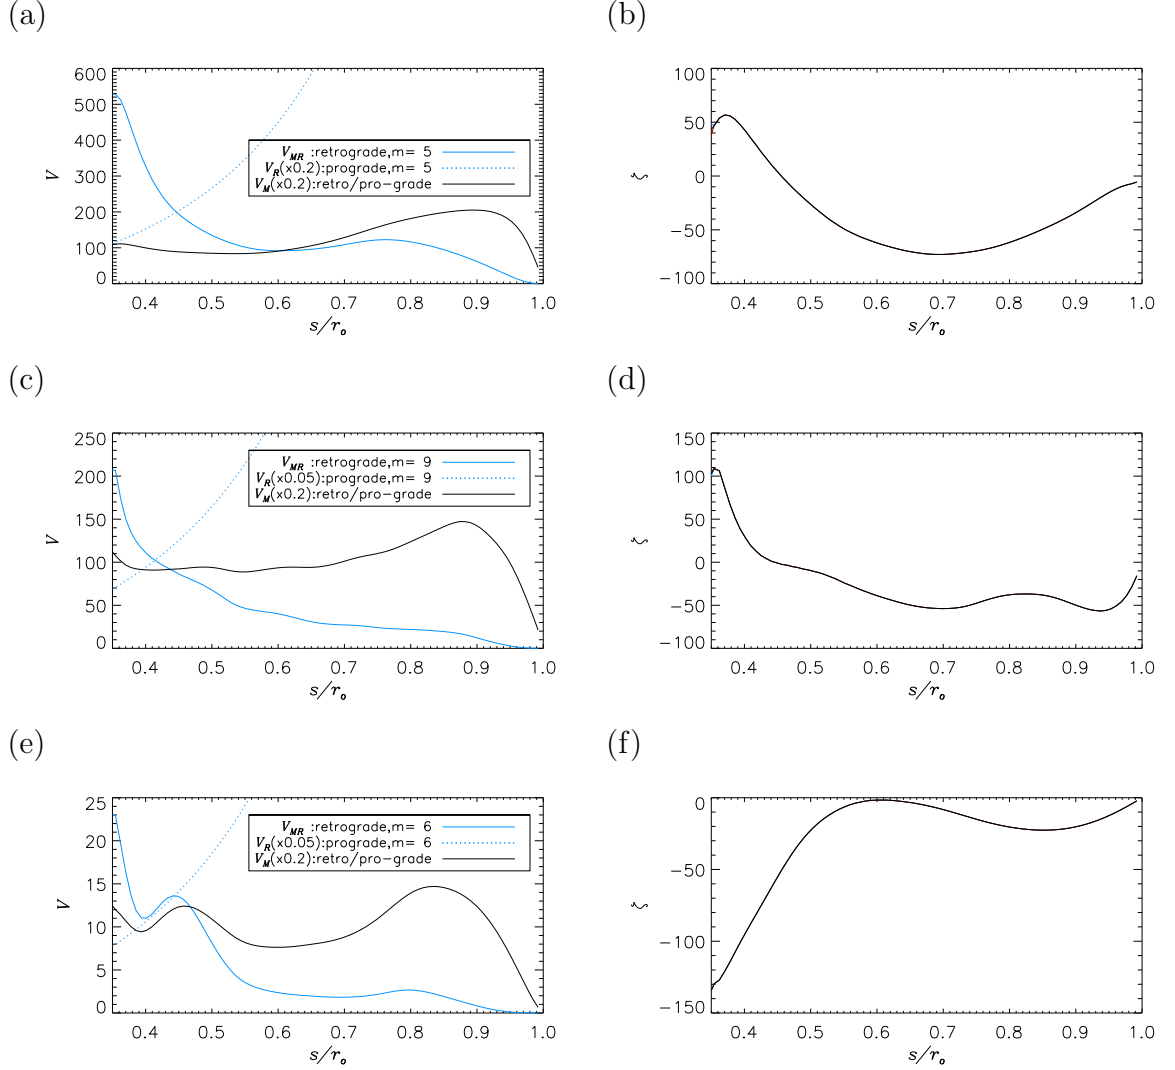 (a)
(b)
600
500
400
300
200
100
0
V
V_MR :retrograde,m= 5
V_R(x0.2):prograde,m= 5
V_M(x0.2):retro/pro-grade
0.4 0.5 0.6 0.7 0.8 0.9 1.0
s/r_o
100
50
0
−50
−100
ζ
0.4 0.5 0.6 0.7 0.8 0.9 1.0
s/r_o
(c)
(d)
250
200
150
100
50
0
V
V_MR :retrograde,m= 9
V_R(x0.05):prograde,m= 9
V_M(x0.2):retro/pro-grade
0.4 0.5 0.6 0.7 0.8 0.9 1.0
s/r_o
150
100
50
0
−50
−100
ζ
0.4 0.5 0.6 0.7 0.8 0.9 1.0
s/r_o
(e)
(f)
25
20
15
10
5
0
V
V_MR :retrograde,m= 6
V_R(x0.05):prograde,m= 6
V_M(x0.2):retro/pro-grade
0.4 0.5 0.6 0.7 0.8 0.9 1.0
s/r_o
0
−50
−100
−150
ζ
0.4 0.5 0.6 0.7 0.8 0.9 1.0
s/r_o